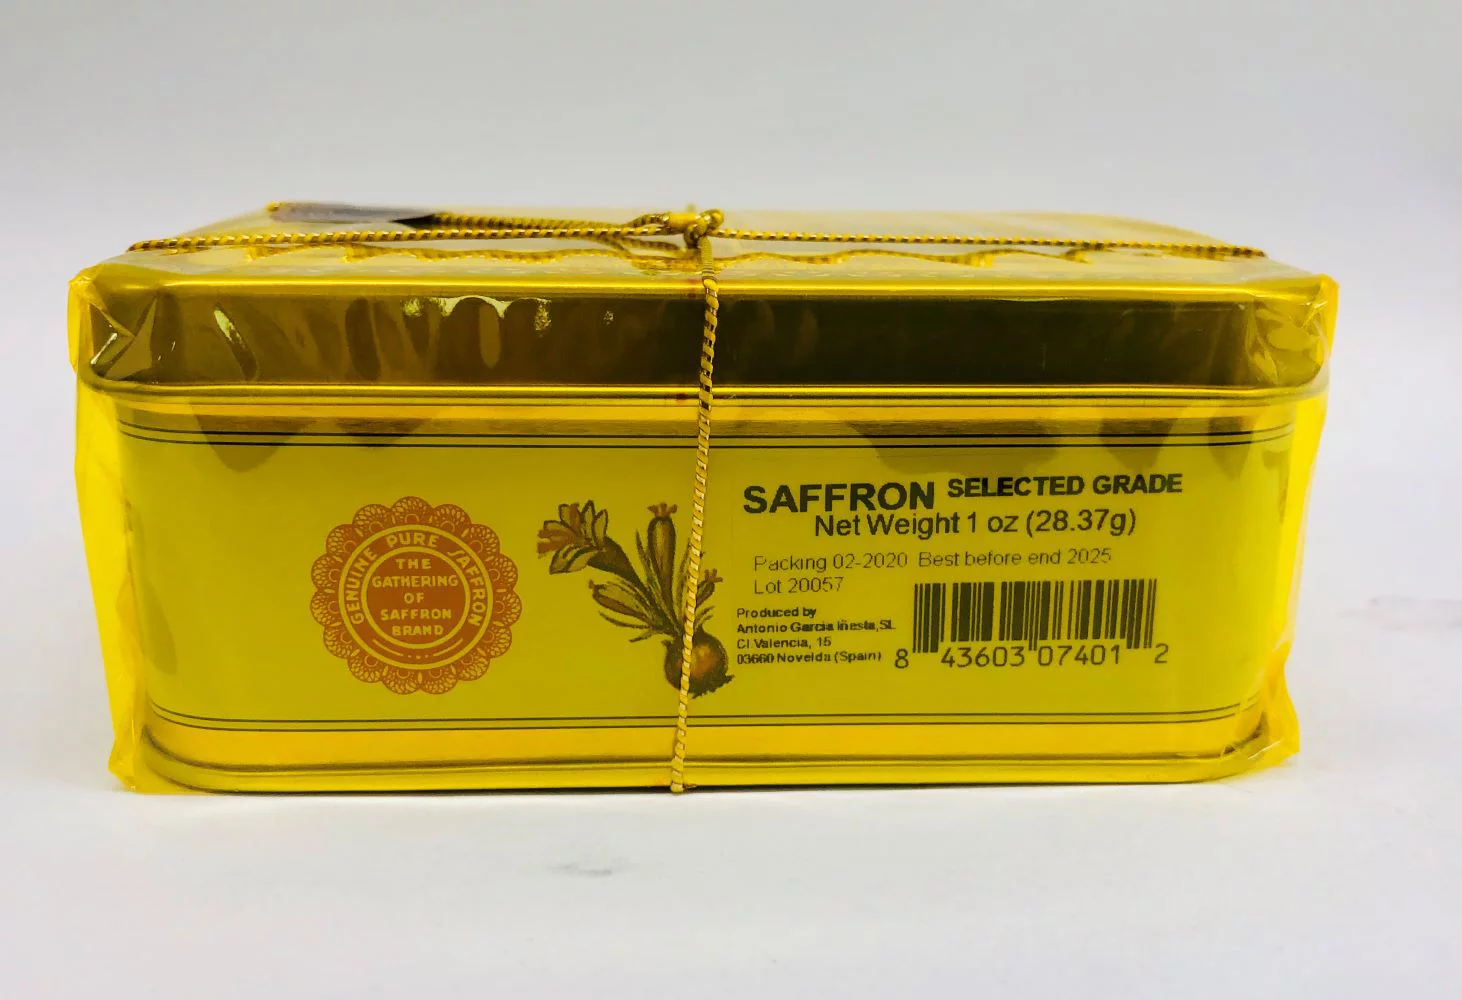 GENUINE PURE SAFFRON
THE
GATHERING
OF
SAFFRON
BRAND
SAFFRON SELECTED GRADE
Net Weight 1 oz (28.37g)
Packing 02-2020 Best before end 2025
Lot 20057
Produced by
Antonio Garcia Iñesta,SL
Cl Valencia, 15
03660 Novelda (Spain)
8 43603 07401 2